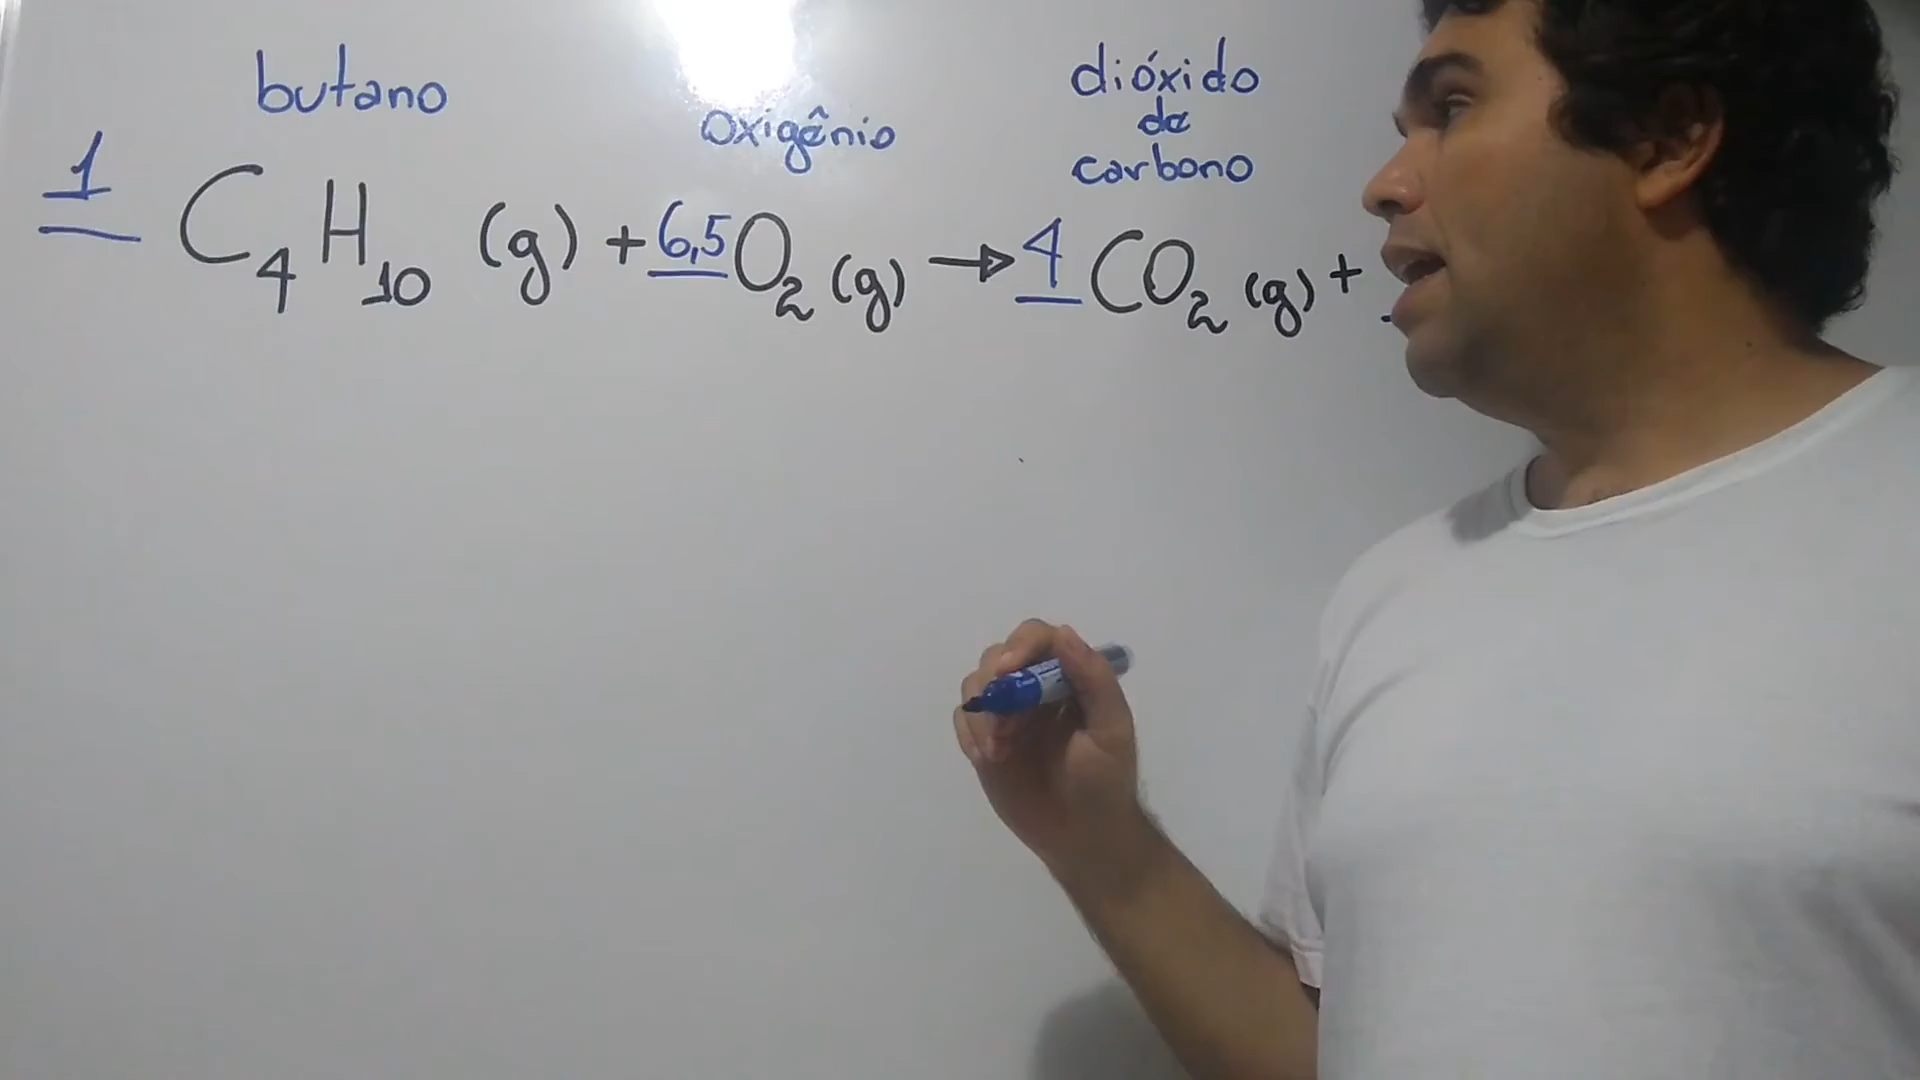 butano
oxigênio
dióxido
de
carbono
1 C4H10 (g) + 6,5 O2 (g) → 4 CO2 (g) +